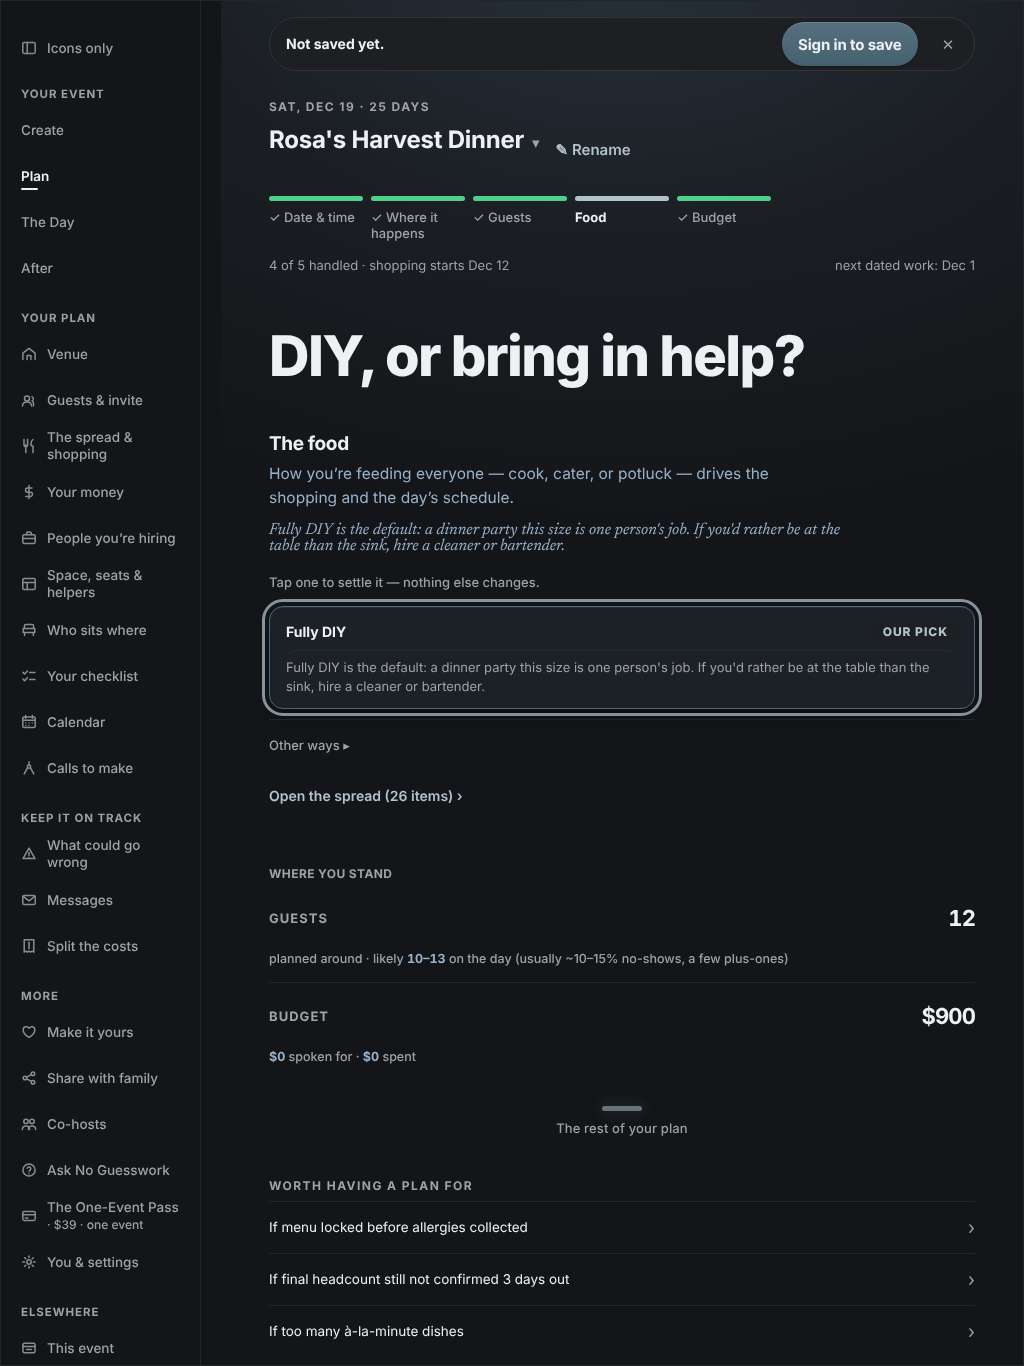 Icons only
YOUR EVENT
Create
Plan
The Day
After
YOUR PLAN
Venue
Guests & invite
The spread &
shopping
Your money
People you’re hiring
Space, seats &
helpers
Who sits where
Your checklist
Calendar
Calls to make
KEEP IT ON TRACK
What could go
wrong
Messages
Split the costs
MORE
Make it yours
Share with family
Co-hosts
Ask No Guesswork
The One-Event Pass
· $39 · one event
You & settings
ELSEWHERE
This event
Not saved yet.
Sign in to save ×
SAT, DEC 19 · 25 DAYS
Rosa's Harvest Dinner ▾ ✎ Rename
✓ Date & time
✓ Where it
happens
✓ Guests
Food
✓ Budget
4 of 5 handled · shopping starts Dec 12
next dated work: Dec 1
DIY, or bring in help?
The food
How you’re feeding everyone — cook, cater, or potluck — drives the
shopping and the day’s schedule.
Fully DIY is the default: a dinner party this size is one person's job. If you'd rather be at the
table than the sink, hire a cleaner or bartender.
Tap one to settle it — nothing else changes.
Fully DIY
OUR PICK
Fully DIY is the default: a dinner party this size is one person's job. If you'd rather be at the table than the
sink, hire a cleaner or bartender.
Other ways ▸
Open the spread (26 items) ›
WHERE YOU STAND
GUESTS
12
planned around · likely 10–13 on the day (usually ~10–15% no-shows, a few plus-ones)
BUDGET
$900
$0 spoken for · $0 spent
The rest of your plan
WORTH HAVING A PLAN FOR
If menu locked before allergies collected ›
If final headcount still not confirmed 3 days out ›
If too many à-la-minute dishes ›